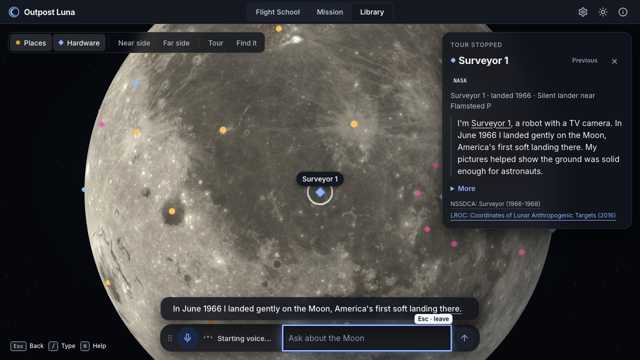 Outpost Luna
Flight School
Mission
Library
Places
Hardware
Near side
Far side
Tour
Find it
TOUR STOPPED
Surveyor 1
Previous
NASA
Surveyor 1 · landed 1966 · Silent lander near
Flamsteed P
I'm Surveyor 1, a robot with a TV camera. In
June 1966 I landed gently on the Moon,
America's first soft landing there. My
pictures helped show the ground was solid
enough for astronauts.
More
NSSDCA: Surveyor (1966-1968)
LROC: Coordinates of Lunar Anthropogenic Targets (2016)
Surveyor 1
In June 1966 I landed gently on the Moon, America's first soft landing there.
Esc - leave
Starting voice...
Ask about the Moon
Esc Back / Type ? Help